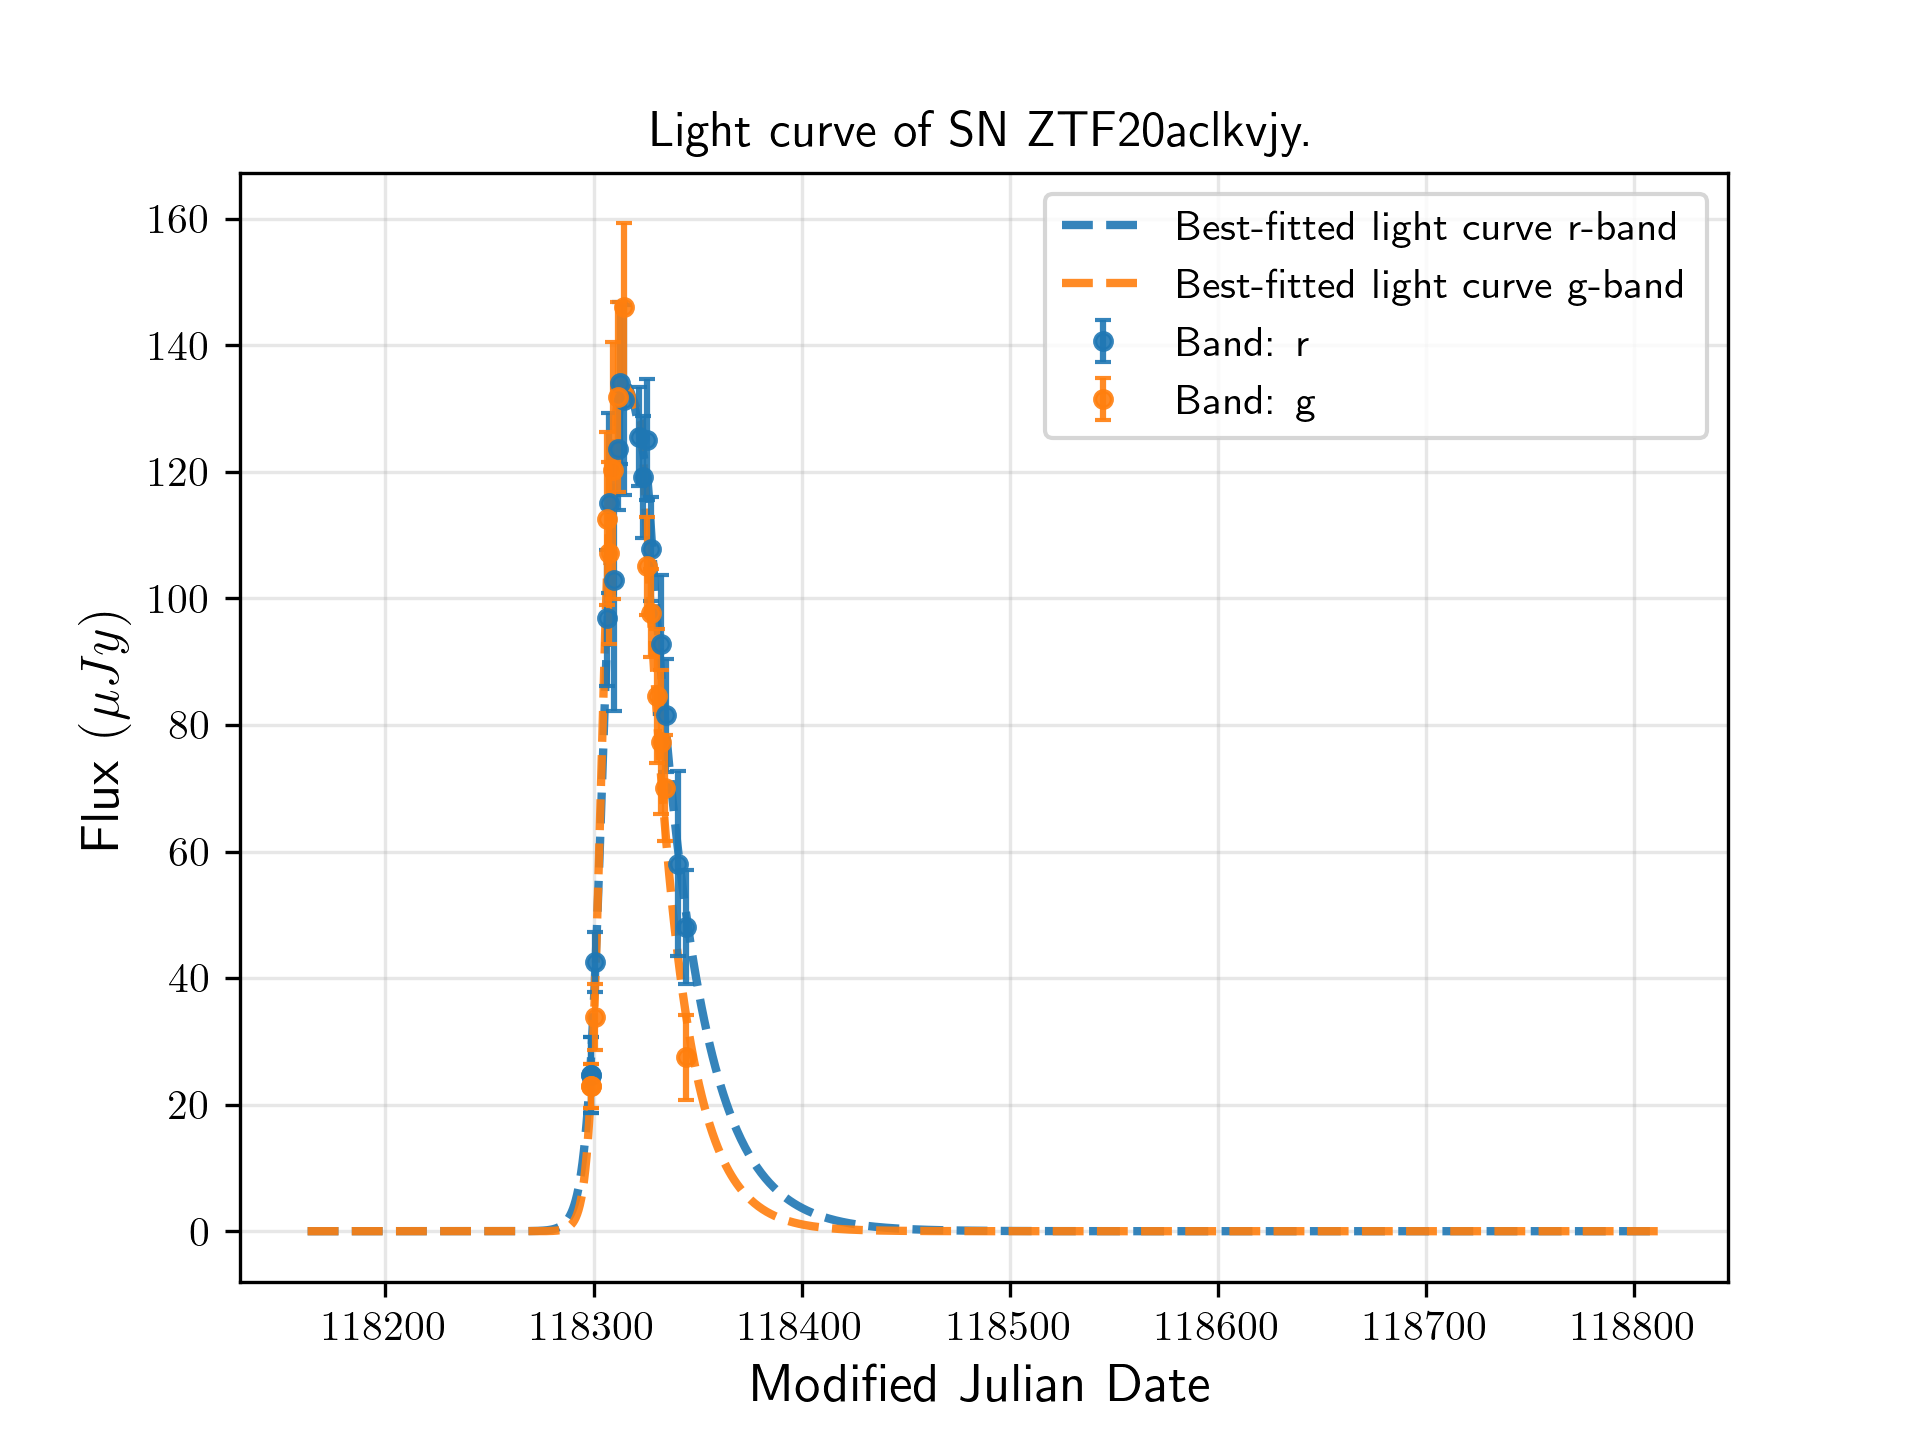 Light curve of SN ZTF20aclkvjy.
160
140
120
100
80
60
40
20
0
Flux (μJy)
Best-fitted light curve r-band
Best-fitted light curve g-band
Band: r
Band: g
118200 118300 118400 118500 118600 118700 118800
Modified Julian Date